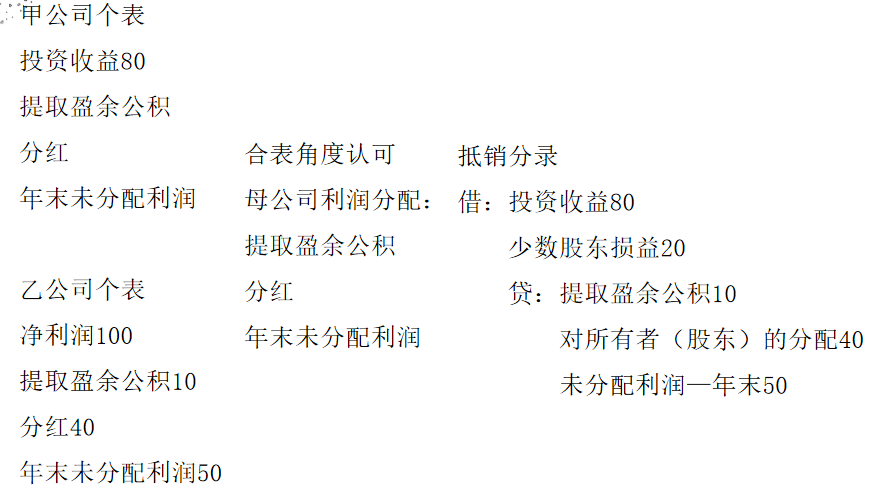 甲公司个表
投资收益80
提取盈余公积
分红
年末未分配利润
乙公司个表
净利润100
提取盈余公积10
分红40
年末未分配利润50
合表角度认可
母公司利润分配：
提取盈余公积
分红
年末未分配利润
抵销分录
借：投资收益80
少数股东损益20
贷：提取盈余公积10
对所有者（股东）的分配40
未分配利润—年末50